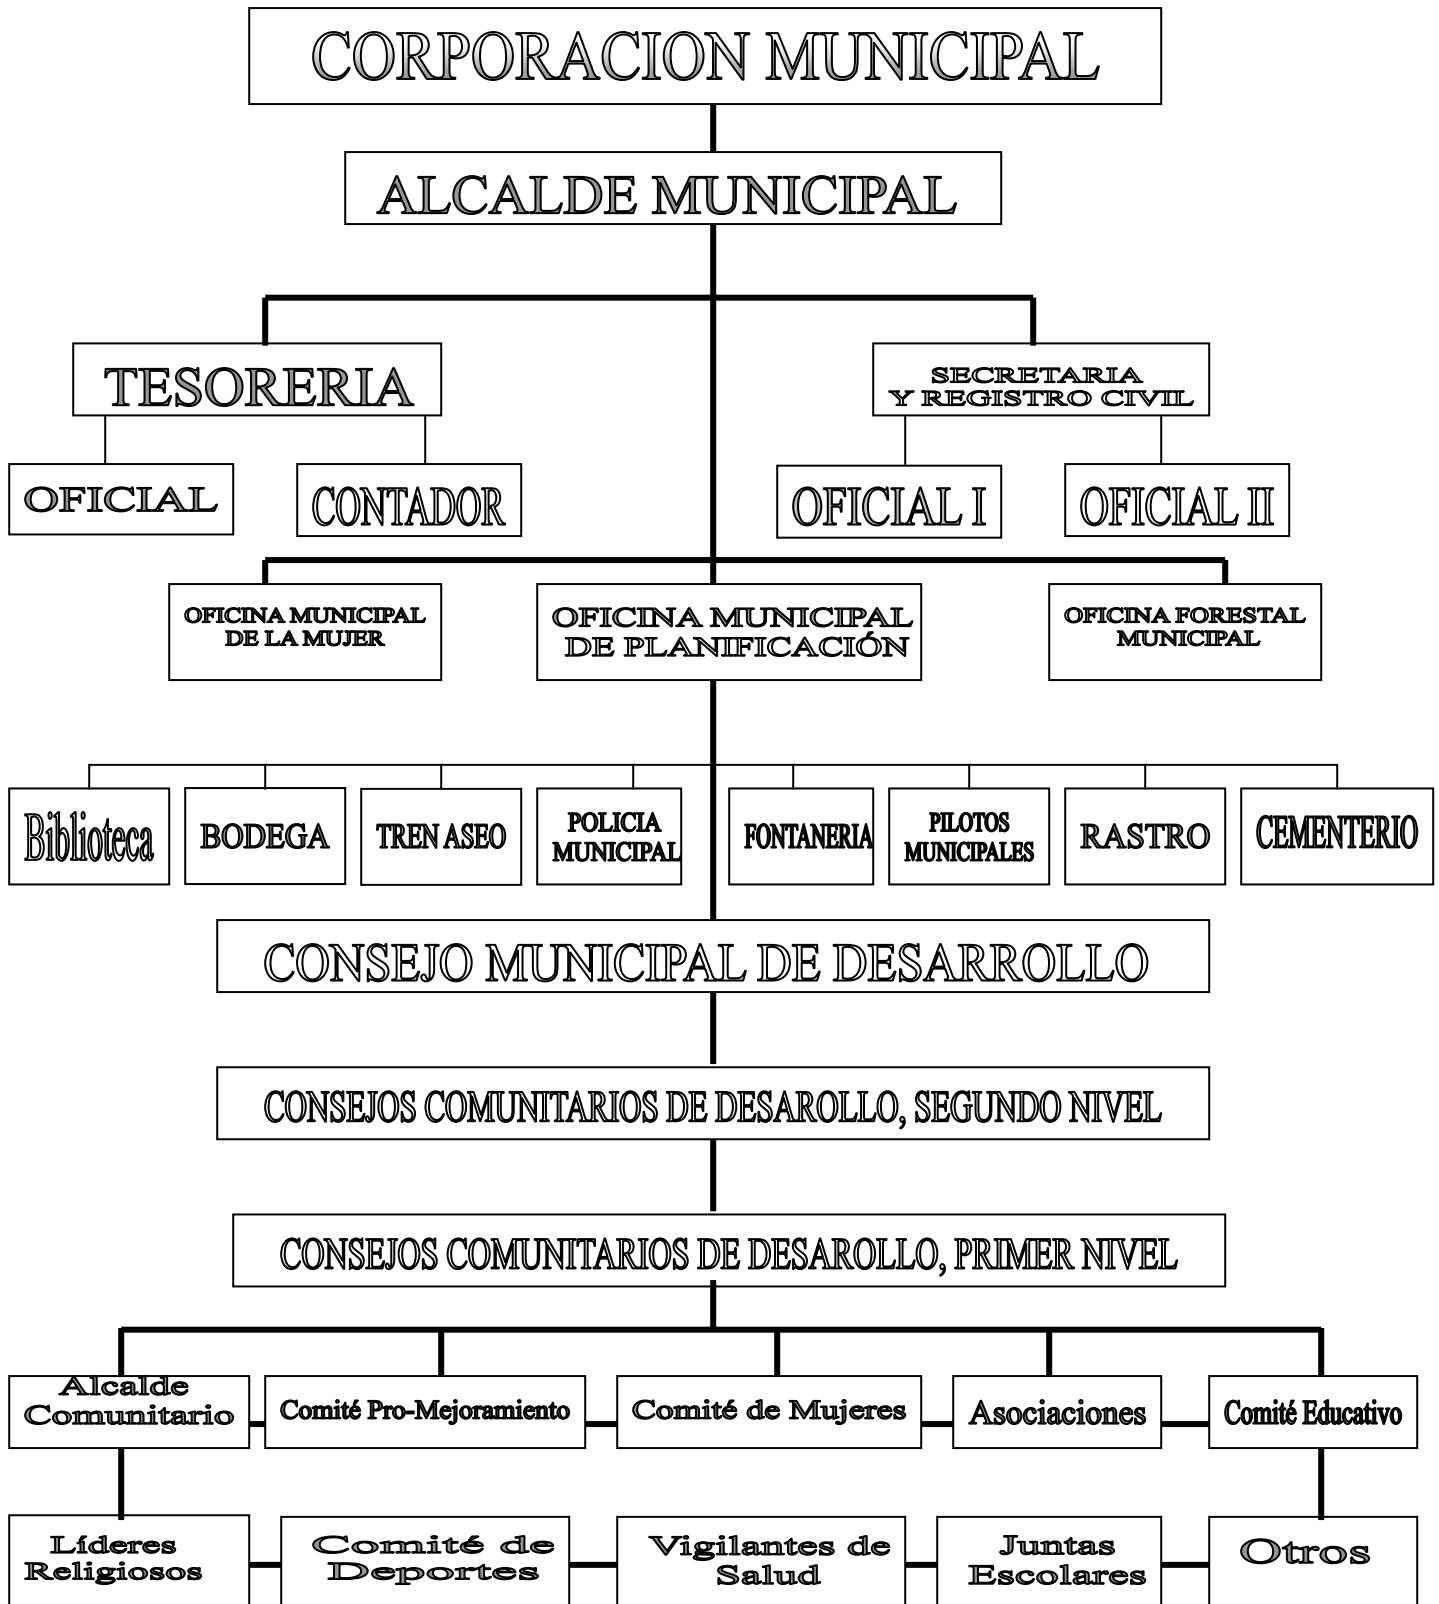 CORPORACION MUNICIPAL
ALCALDE MUNICIPAL
TESORERIA
SECRETARIA
Y REGISTRO CIVIL
OFICIAL
CONTADOR
OFICIAL I
OFICIAL II
OFICINA MUNICIPAL
DE LA MUJER
OFICINA MUNICIPAL
DE PLANIFICACIÓN
OFICINA FORESTAL
MUNICIPAL
Biblioteca
BODEGA
TREN ASEO
POLICIA
MUNICIPAL
FONTANERIA
PILOTOS
MUNICIPALES
RASTRO
CEMENTERIO
CONSEJO MUNICIPAL DE DESARROLLO
CONSEJOS COMUNITARIOS DE DESAROLLO, SEGUNDO NIVEL
CONSEJOS COMUNITARIOS DE DESAROLLO, PRIMER NIVEL
Alcalde
Comunitario
Comité Pro-Mejoramiento
Comité de Mujeres
Asociaciones
Comité Educativo
Líderes
Religiosos
Comité de
Deportes
Vigilantes de
Salud
Juntas
Escolares
Otros